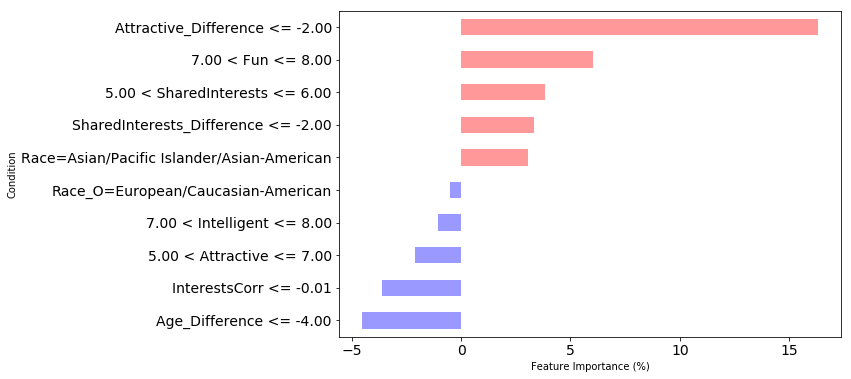 Attractive_Difference <= -2.00
7.00 < Fun <= 8.00
5.00 < SharedInterests <= 6.00
SharedInterests_Difference <= -2.00
Race=Asian/Pacific Islander/Asian-American
Race_O=European/Caucasian-American
7.00 < Intelligent <= 8.00
5.00 < Attractive <= 7.00
InterestsCorr <= -0.01
Age_Difference <= -4.00
Condition
−5 0 5 10 15
Feature Importance (%)